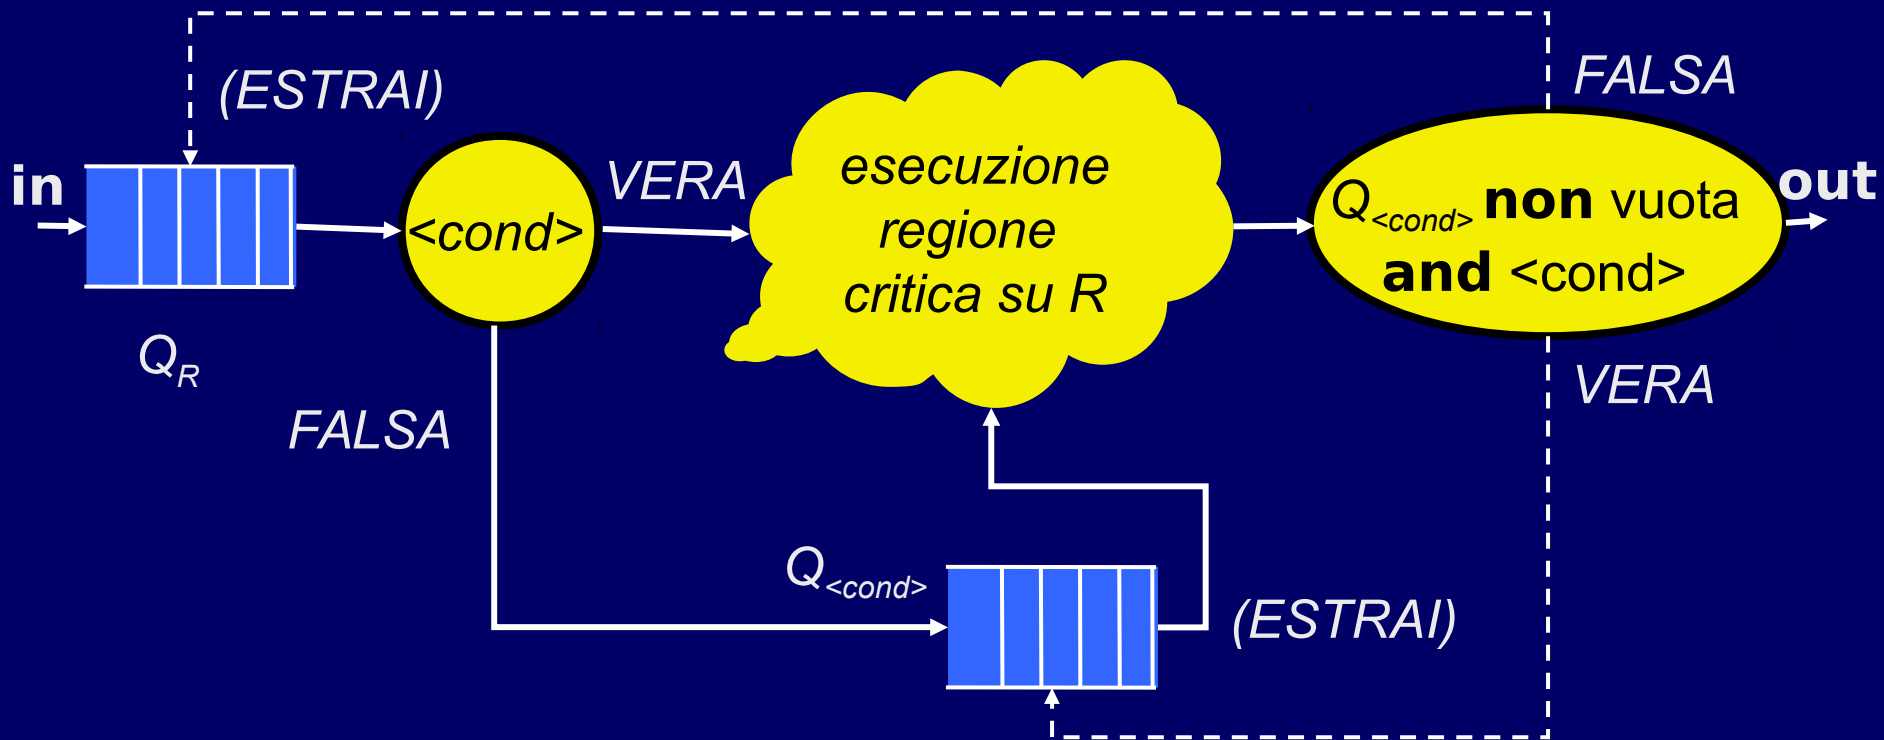 (ESTRAI)
FALSA
in
<cond>
VERA
esecuzione
regione
critica su R
Q<cond> non vuota
and <cond>
out
QR
FALSA
VERA
Q<cond>
(ESTRAI)